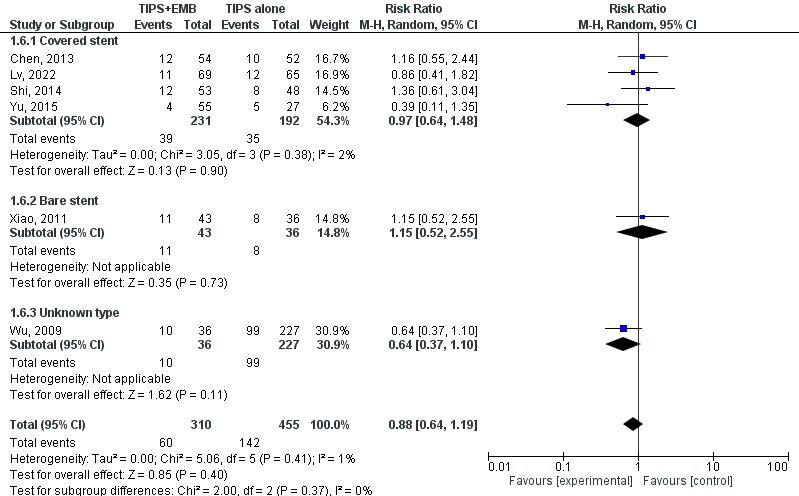 TIPS+EMB TIPS alone Risk Ratio Risk Ratio
Study or Subgroup Events Total Events Total Weight M-H, Random, 95% CI M-H, Random, 95% CI
1.6.1 Covered stent
Chen, 2013 12 54 10 52 16.7% 1.16 [0.55, 2.44]
Lv, 2022 11 69 12 65 16.9% 0.86 [0.41, 1.82]
Shi, 2014 12 53 8 48 14.5% 1.36 [0.61, 3.04]
Yu, 2015 4 55 5 27 6.2% 0.39 [0.11, 1.35]
Subtotal (95% CI) 231 192 54.3% 0.97 [0.64, 1.48]
Total events 39 35
Heterogeneity: Tau² = 0.00; Chi² = 3.05, df = 3 (P = 0.38); I² = 2%
Test for overall effect: Z = 0.13 (P = 0.90)
1.6.2 Bare stent
Xiao, 2011 11 43 8 36 14.8% 1.15 [0.52, 2.55]
Subtotal (95% CI) 43 36 14.8% 1.15 [0.52, 2.55]
Total events 11 8
Heterogeneity: Not applicable
Test for overall effect: Z = 0.35 (P = 0.73)
1.6.3 Unknown type
Wu, 2009 10 36 99 227 30.9% 0.64 [0.37, 1.10]
Subtotal (95% CI) 36 227 30.9% 0.64 [0.37, 1.10]
Total events 10 99
Heterogeneity: Not applicable
Test for overall effect: Z = 1.62 (P = 0.11)
Total (95% CI) 310 455 100.0% 0.88 [0.64, 1.19]
Total events 60 142
Heterogeneity: Tau² = 0.00; Chi² = 5.06, df = 5 (P = 0.41); I² = 1%
Test for overall effect: Z = 0.85 (P = 0.40)
Test for subgroup differences: Chi² = 2.00, df = 2 (P = 0.37), I² = 0%
0.01 0.1 1 10 100
Favours [experimental] Favours [control]